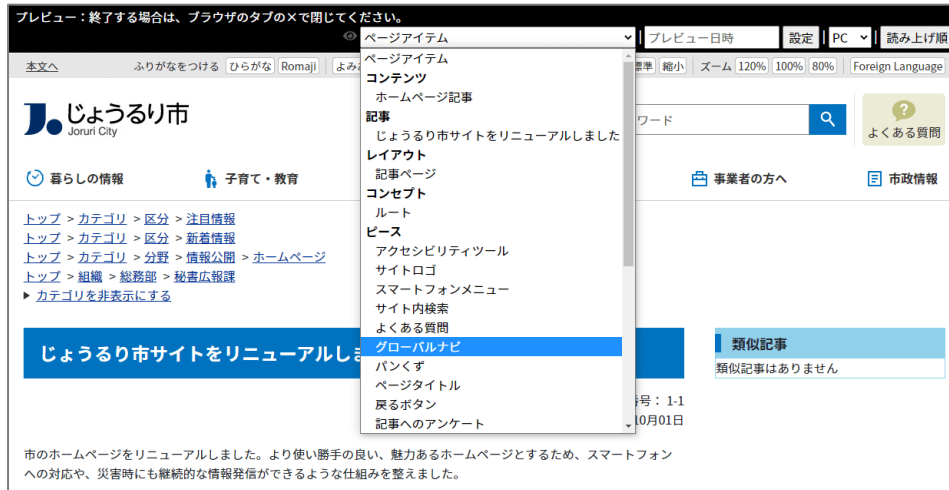 プレビュー：終了する場合は、ブラウザのタブの×で閉じてください。
ページアイテム
プレビュー日時
設定
PC
読み上げ順
本文へ
ふりがなをつける ひらがな Romaji
縮小
ズーム 120% 100% 80%
Foreign Language
じょうるり市
Joruri City
ワード
よくある質問
暮らしの情報
子育て・教育
事業者の方へ
市政情報
トップ > カテゴリ > 区分 > 注目情報
トップ > カテゴリ > 区分 > 新着情報
トップ > カテゴリ > 分野 > 情報公開 > ホームページ
トップ > 組織 > 総務部 > 秘書広報課
▶ カテゴリを非表示にする
ページアイテム
コンテンツ
ホームページ記事
記事
じょうるり市サイトをリニューアルしました
レイアウト
記事ページ
コンセプト
ルート
ピース
アクセシビリティツール
サイトロゴ
スマートフォンメニュー
サイト内検索
よくある質問
グローバルナビ
パンくず
ページタイトル
戻るボタン
記事へのアンケート
じょうるり市サイトをリニューアルしま
類似記事
類似記事はありません
号： 1-1
10月01日
市のホームページをリニューアルしました。より使い勝手の良い、魅力あるホームページとするため、スマートフォン
への対応や、災害時にも継続的な情報発信ができるような仕組みを整えました。